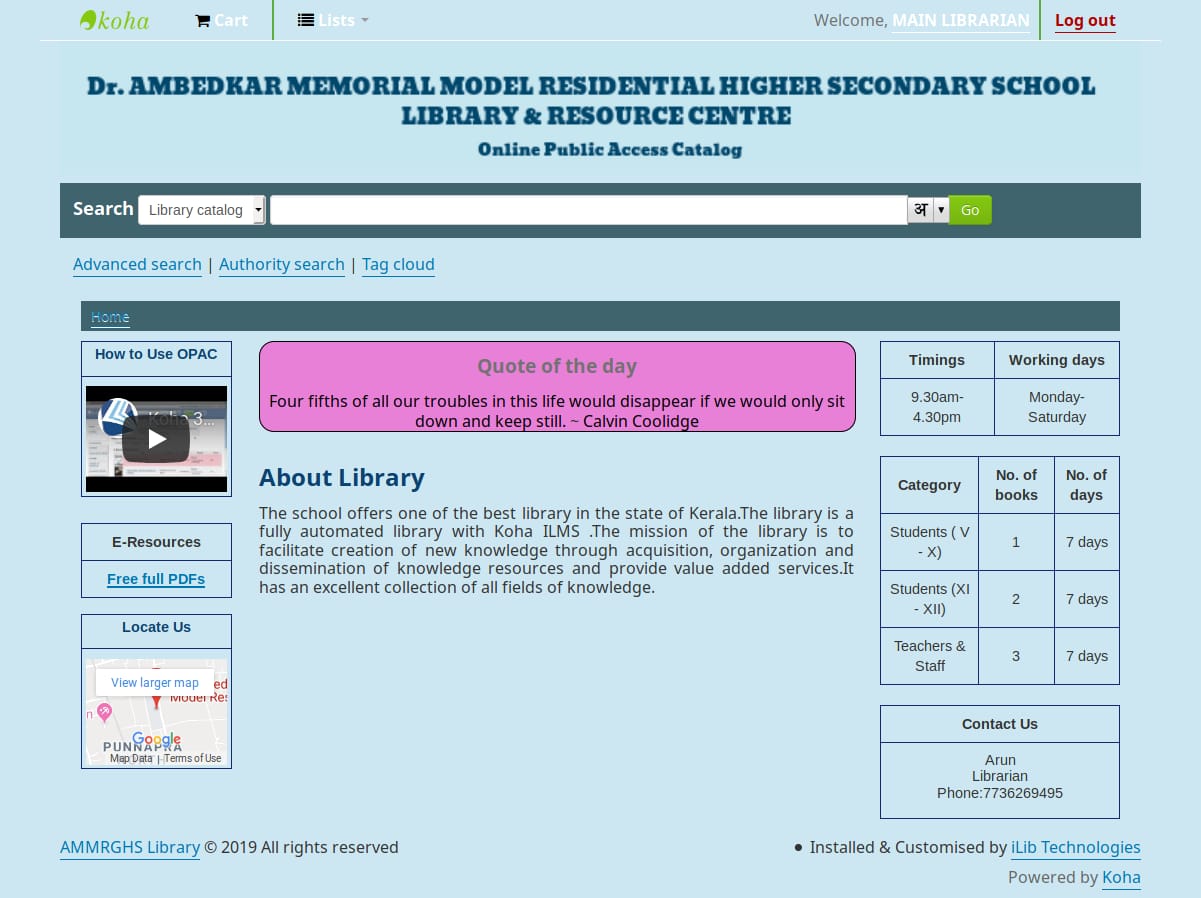 koha Cart Lists Welcome, MAIN LIBRARIAN Log out
Dr. AMBEDKAR MEMORIAL MODEL RESIDENTIAL HIGHER SECONDARY SCHOOL
LIBRARY & RESOURCE CENTRE
Online Public Access Catalog
Search Library catalog अ Go
Advanced search | Authority search | Tag cloud
Home
How to Use OPAC
Koha 3...
E-Resources
Free full PDFs
Locate Us
View larger map
Model Res
PUNNAPRA
Google
Map Data | Terms of Use
Quote of the day
Four fifths of all our troubles in this life would disappear if we would only sit
down and keep still. ~ Calvin Coolidge
About Library
The school offers one of the best library in the state of Kerala.The library is a
fully automated library with Koha ILMS .The mission of the library is to
facilitate creation of new knowledge through acquisition, organization and
dissemination of knowledge resources and provide value added services.It
has an excellent collection of all fields of knowledge.
Timings Working days
9.30am- Monday-
4.30pm Saturday
Category No. of books No. of days
Students ( V - X) 1 7 days
Students (XI - XII) 2 7 days
Teachers & Staff 3 7 days
Contact Us
Arun
Librarian
Phone:7736269495
AMMRGHS Library © 2019 All rights reserved
Installed & Customised by iLib Technologies
Powered by Koha